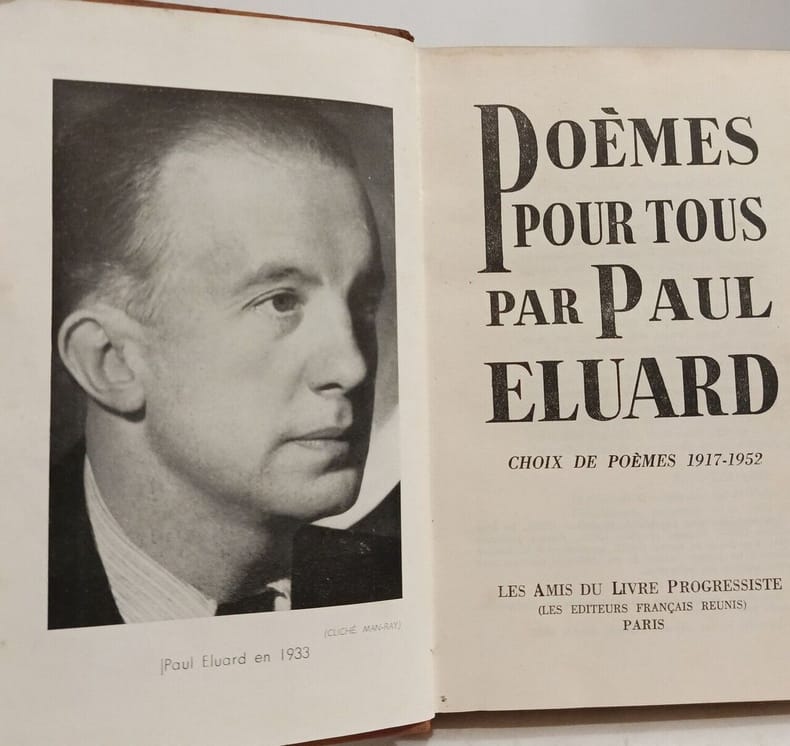 (CLICHÉ MAN-RAY)
Paul Eluard en 1933
POÈMES
POUR TOUS
PAR PAUL
ELUARD
CHOIX DE POÈMES 1917-1952
LES AMIS DU LIVRE PROGRESSISTE
(LES EDITEURS FRANÇAIS REUNIS)
PARIS